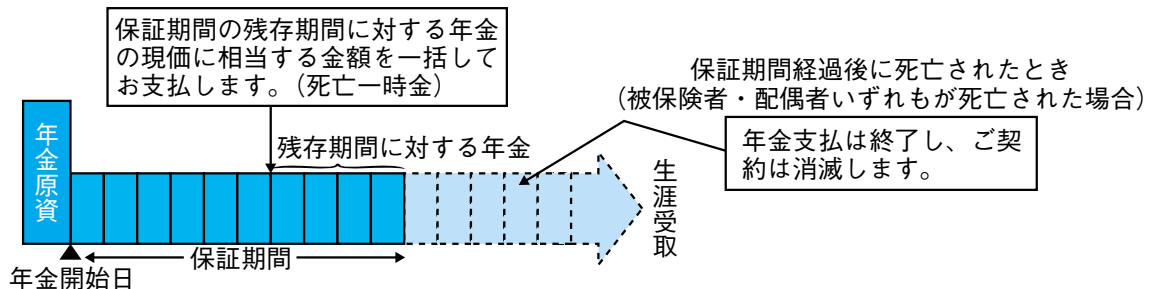 保証期間の残存期間に対する年金
の現価に相当する金額を一括して
お支払します。（死亡一時金）
保証期間経過後に死亡されたとき
（被保険者・配偶者いずれもが死亡された場合）
年金支払は終了し、ご契
約は消滅します。
年金原資
残存期間に対する年金
生涯受取
保証期間
年金開始日